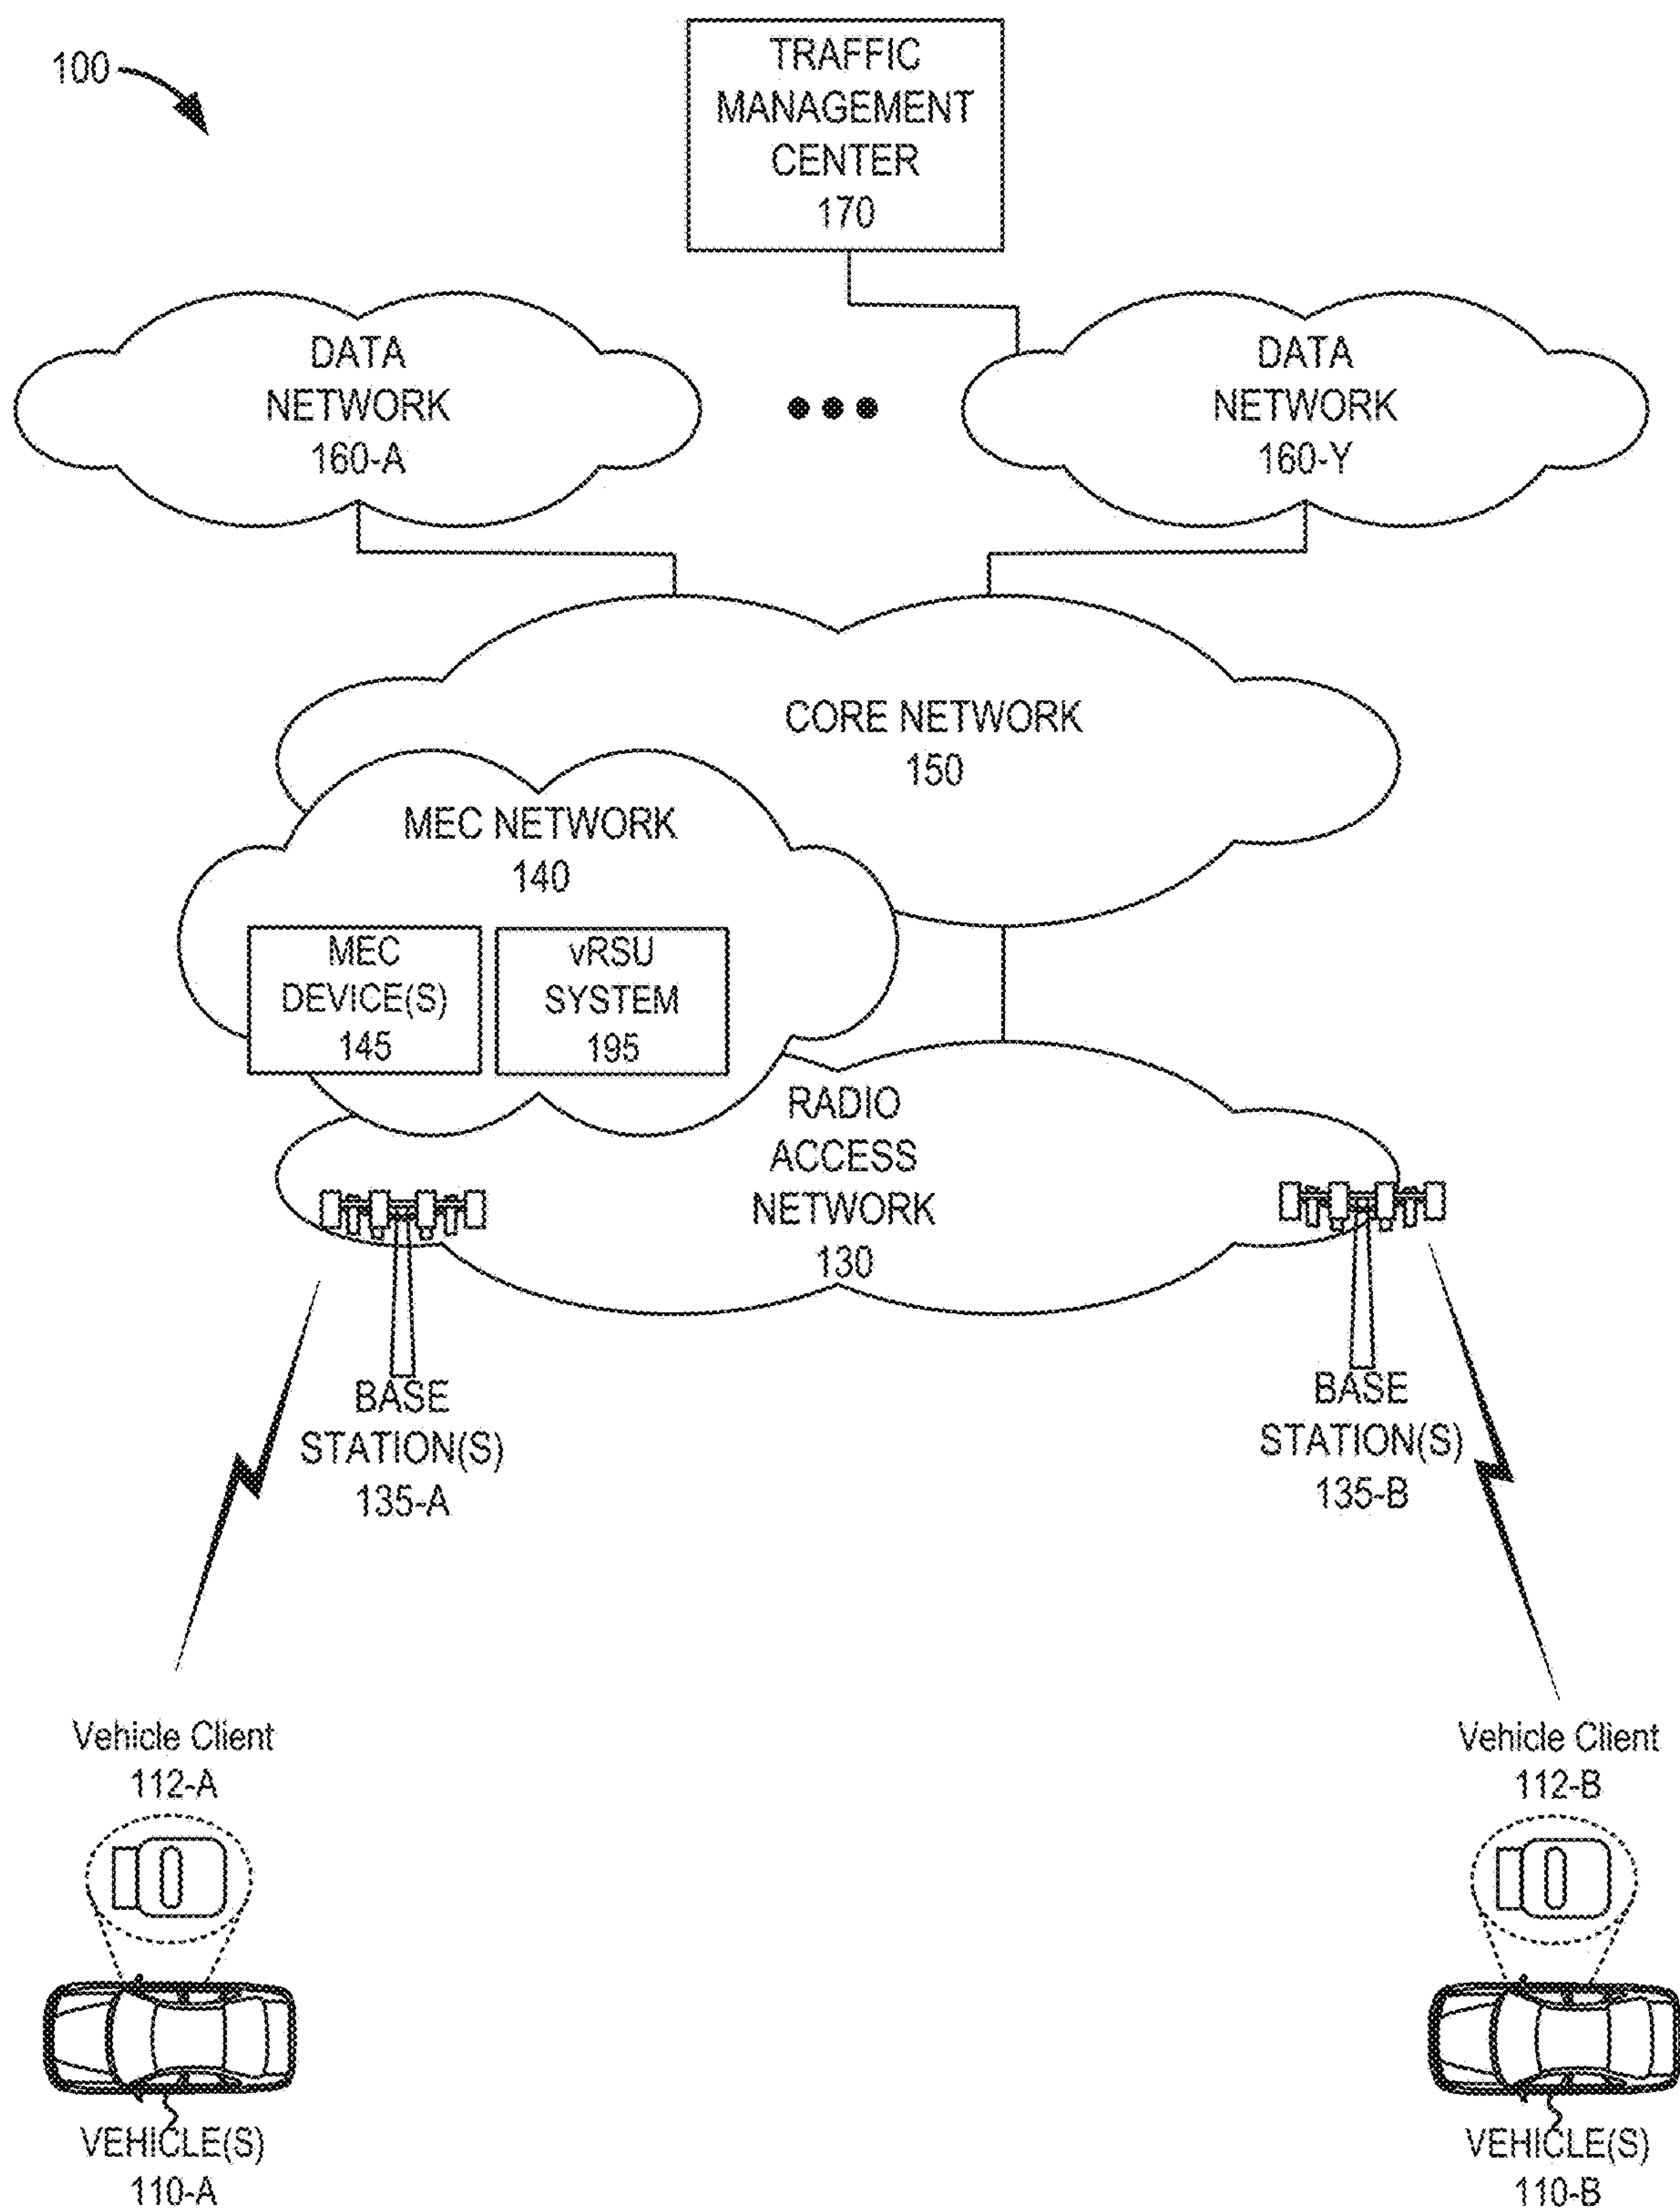 100
TRAFFIC
MANAGEMENT
CENTER
170
DATA
NETWORK
160-A
DATA
NETWORK
160-Y
CORE NETWORK
150
MEC NETWORK
140
MEC
DEVICE(S)
145
vRSU
SYSTEM
195
RADIO
ACCESS
NETWORK
130
BASE
STATION(S)
135-A
BASE
STATION(S)
135-B
Vehicle Client
112-A
Vehicle Client
112-B
VEHICLE(S)
110-A
VEHICLE(S)
110-B